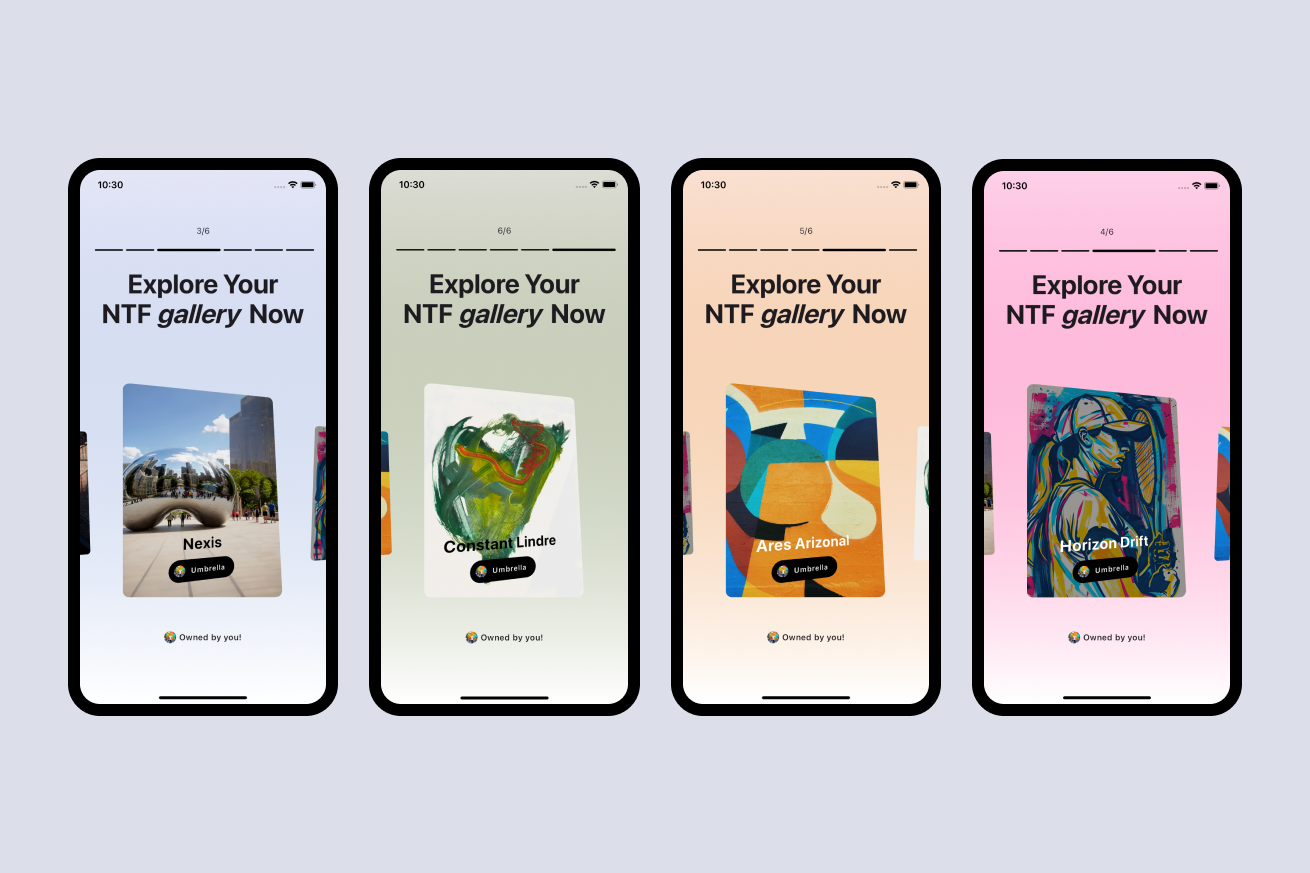 10:30
3/6
Explore Your
NTF gallery Now
Nexis
Umbrella
Owned by you!
10:30
6/6
Explore Your
NTF gallery Now
Constant Lindre
Umbrella
Owned by you!
10:30
5/6
Explore Your
NTF gallery Now
Ares Arizonal
Umbrella
Owned by you!
10:30
4/6
Explore Your
NTF gallery Now
Horizon Drift
Umbrella
Owned by you!